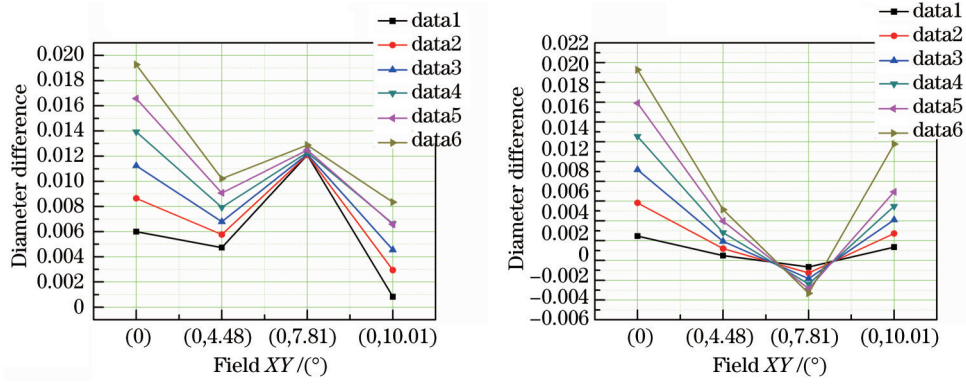 data1
data2
data3
data4
data5
data6
0.020
0.018
0.016
0.014
0.012
0.010
0.008
0.006
0.004
0.002
0
Diameter difference
(0)
(0,4.48)
(0,7.81)
(0,10.01)
Field XY /(°)
data1
data2
data3
data4
data5
data6
0.022
0.020
0.018
0.016
0.014
0.012
0.010
0.008
0.006
0.004
0.002
0
−0.002
−0.004
−0.006
Diameter difference
(0)
(0,4.48)
(0,7.81)
(0,10.01)
Field XY /(°)